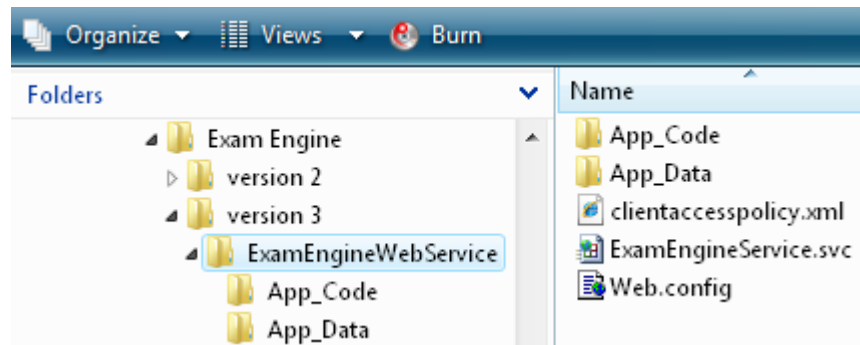 Organize Views Burn
Folders
Exam Engine
version 2
version 3
ExamEngineWebService
App_Code
App_Data
Name
App_Code
App_Data
clientaccesspolicy.xml
ExamEngineService.svc
Web.config